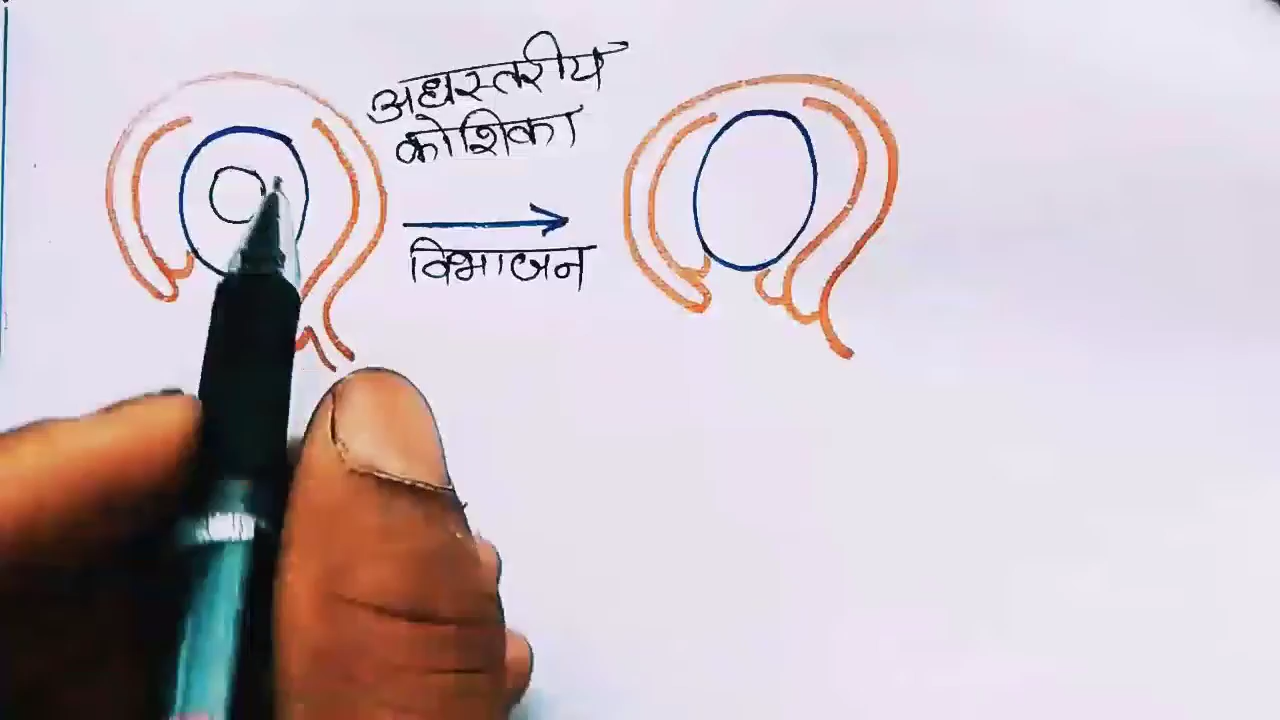 अधस्तरीय
कोशिका
विभाजन